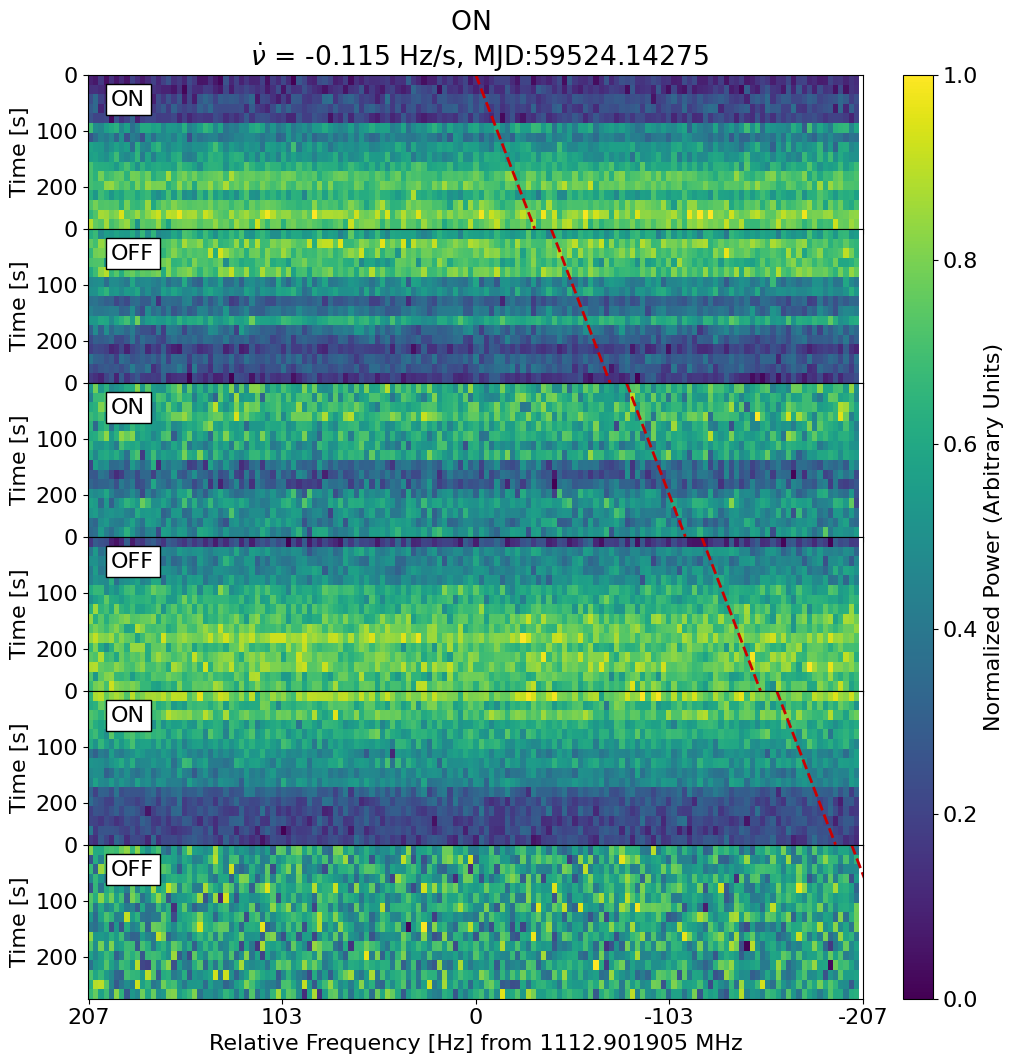 ON
ν̇ = -0.115 Hz/s, MJD:59524.14275
0
ON
100
200
Time [s]
0
OFF
100
200
Time [s]
0
ON
100
200
Time [s]
0
OFF
100
200
Time [s]
0
ON
100
200
Time [s]
0
OFF
100
200
Time [s]
207
103
0
-103
-207
Relative Frequency [Hz] from 1112.901905 MHz
1.0
0.8
0.6
0.4
0.2
0.0
Normalized Power (Arbitrary Units)